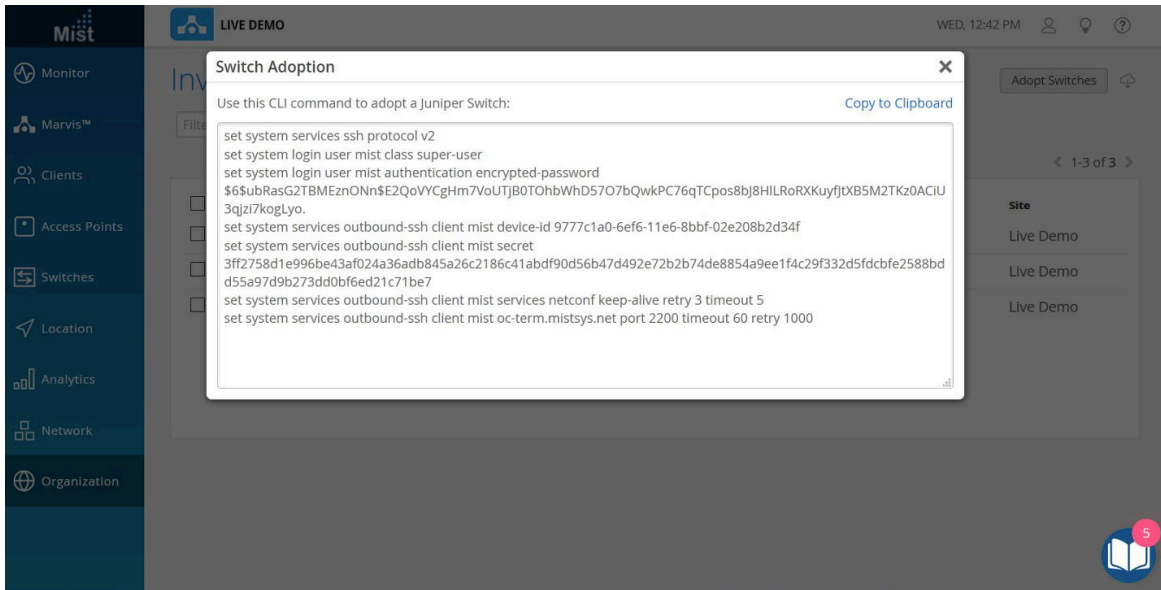 Mist
LIVE DEMO
WED, 12:42 PM
Monitor
Marvis™
Clients
Access Points
Switches
Location
Analytics
Network
Organization
Inv
Adopt Switches
Filte
1-3 of 3
Site
Live Demo
Live Demo
Live Demo
Switch Adoption
Use this CLI command to adopt a Juniper Switch:
Copy to Clipboard
set system services ssh protocol v2
set system login user mist class super-user
set system login user mist authentication encrypted-password
$6$ubRasG2TBMEznONn$E2QoVYCgHm7VoUTjB0TOhbWhD57O7bQwkPC76qTCpos8bJ8HlLRoRXKuyfJtXB5M2TKz0ACiU
3qjzi7kogLyo.
set system services outbound-ssh client mist device-id 9777c1a0-6ef6-11e6-8bbf-02e208b2d34f
set system services outbound-ssh client mist secret
3ff2758d1e996be43af024a36adb845a26c2186c41abdf90d56b47d492e72b2b74de8854a9ee1f4c29f332d5fdcbfe2588bd
d55a97d9b273dd0bf6ed21c71be7
set system services outbound-ssh client mist services netconf keep-alive retry 3 timeout 5
set system services outbound-ssh client mist oc-term.mistsys.net port 2200 timeout 60 retry 1000
5